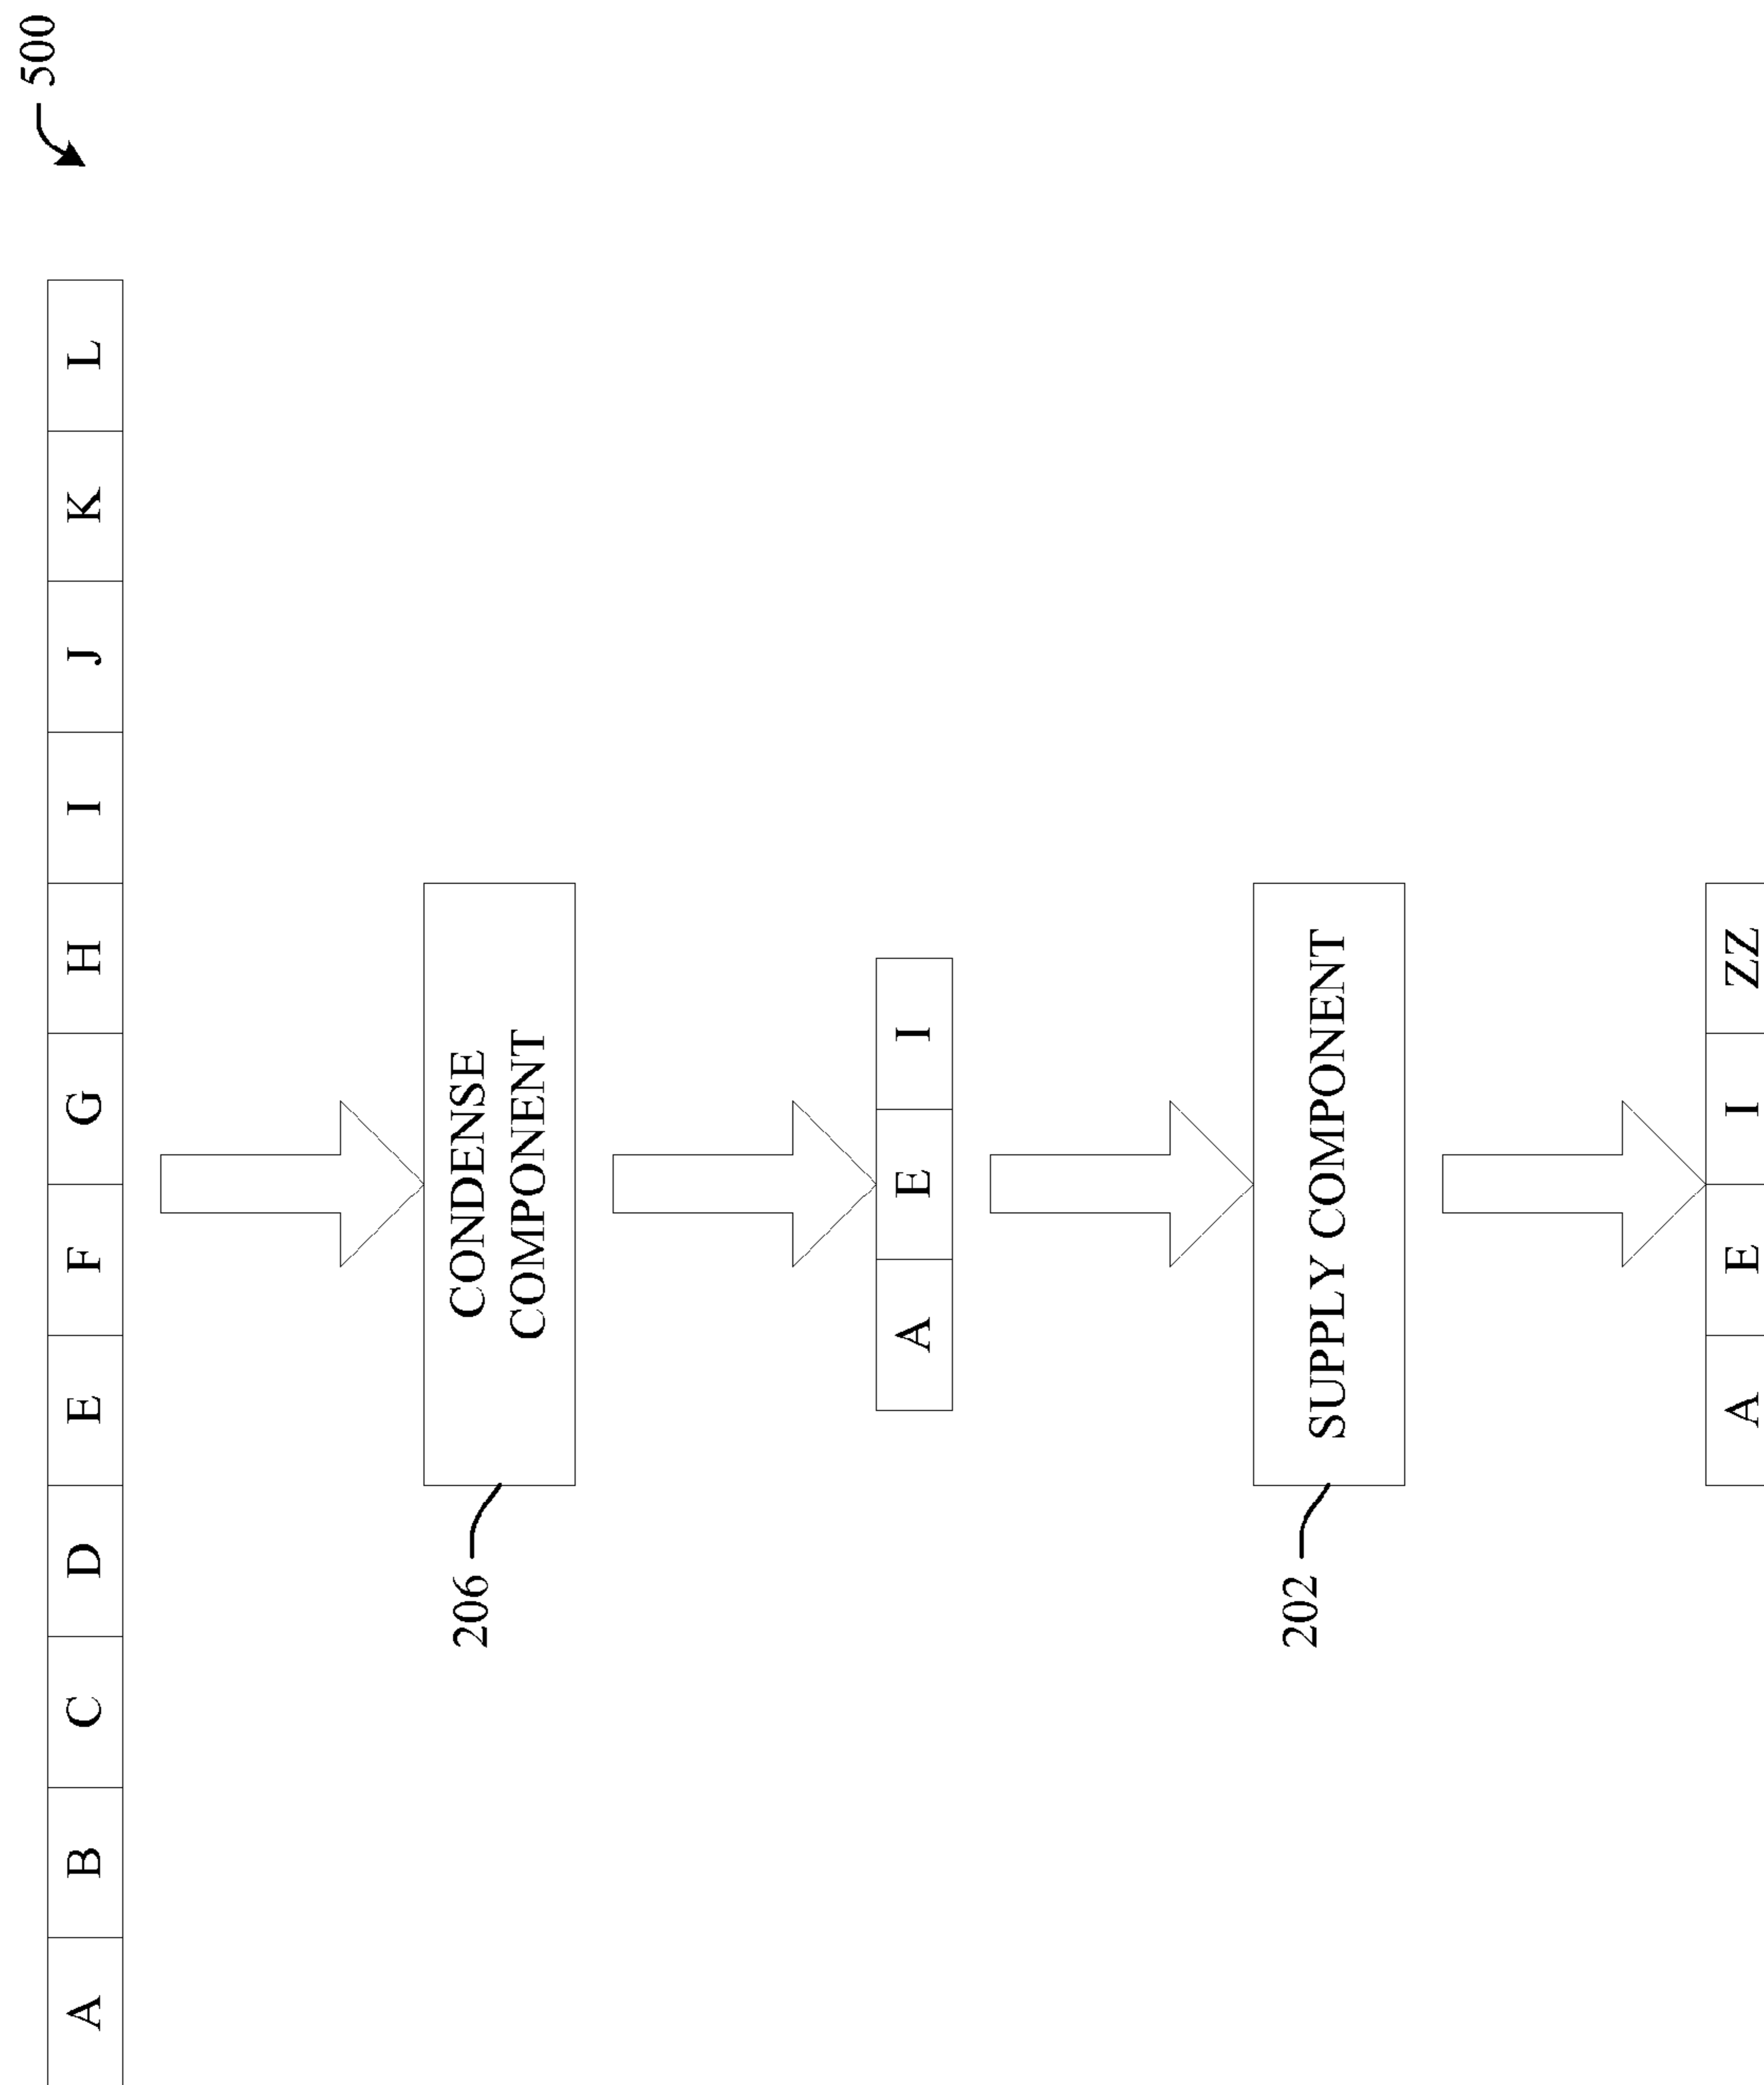 500
A B C D E F G H I J K L
CONDENSE
COMPONENT
206
A E I
SUPPLY COMPONENT
202
A E I ZZ